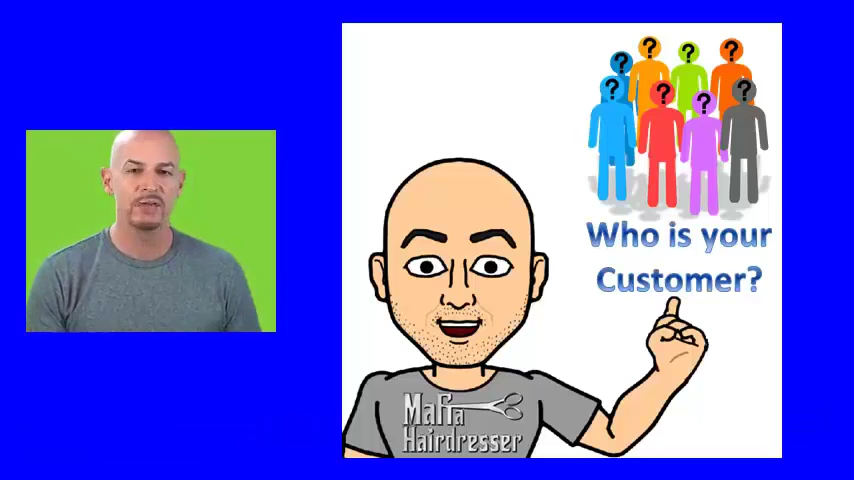 ? ? ? ?
? ? ? ?
Who is your
Customer?
Mafia
Hairdresser